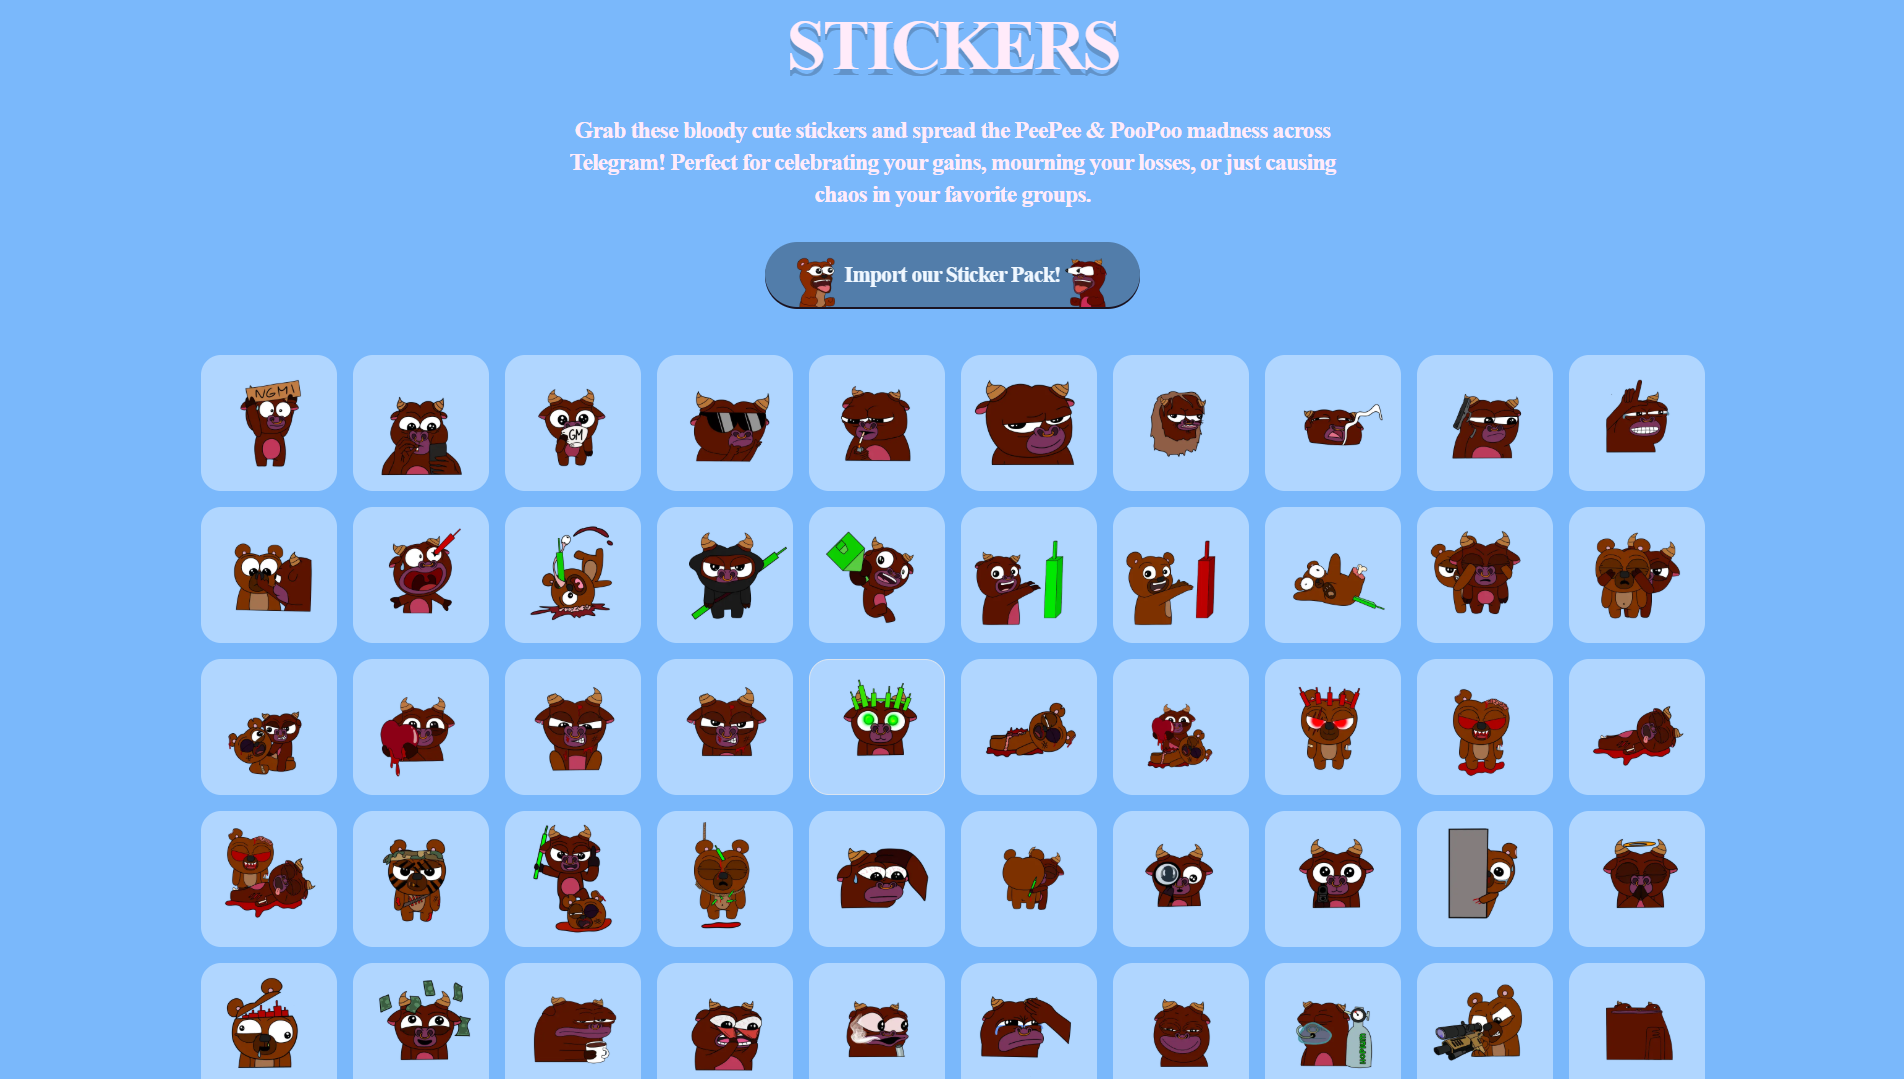 STICKERS
Grab these bloody cute stickers and spread the PeePee & PooPoo madness across
Telegram! Perfect for celebrating your gains, mourning your losses, or just causing
chaos in your favorite groups.
Import our Sticker Pack!
NGMI
GM